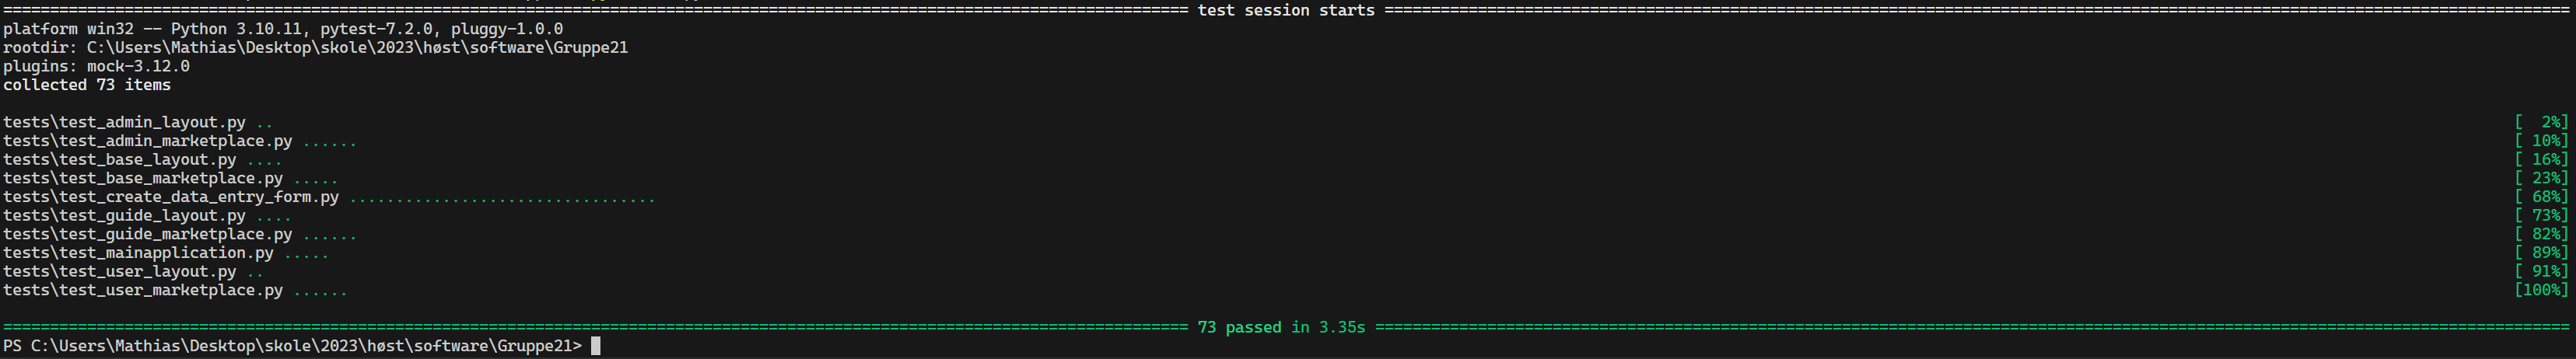 =============================================================================================================================== test session starts ===============================================================================================================================
platform win32 -- Python 3.10.11, pytest-7.2.0, pluggy-1.0.0
rootdir: C:\Users\Mathias\Desktop\skole\2023\høst\software\Gruppe21
plugins: mock-3.12.0
collected 73 items
tests\test_admin_layout.py .. [  2%]
tests\test_admin_marketplace.py ...... [ 10%]
tests\test_base_layout.py .... [ 16%]
tests\test_base_marketplace.py ..... [ 23%]
tests\test_create_data_entry_form.py ................................. [ 68%]
tests\test_guide_layout.py .... [ 73%]
tests\test_guide_marketplace.py ...... [ 82%]
tests\test_mainapplication.py ..... [ 89%]
tests\test_user_layout.py .. [ 91%]
tests\test_user_marketplace.py ...... [100%]
=============================================================================================================================== 73 passed in 3.35s ================================================================================================================================
PS C:\Users\Mathias\Desktop\skole\2023\høst\software\Gruppe21>